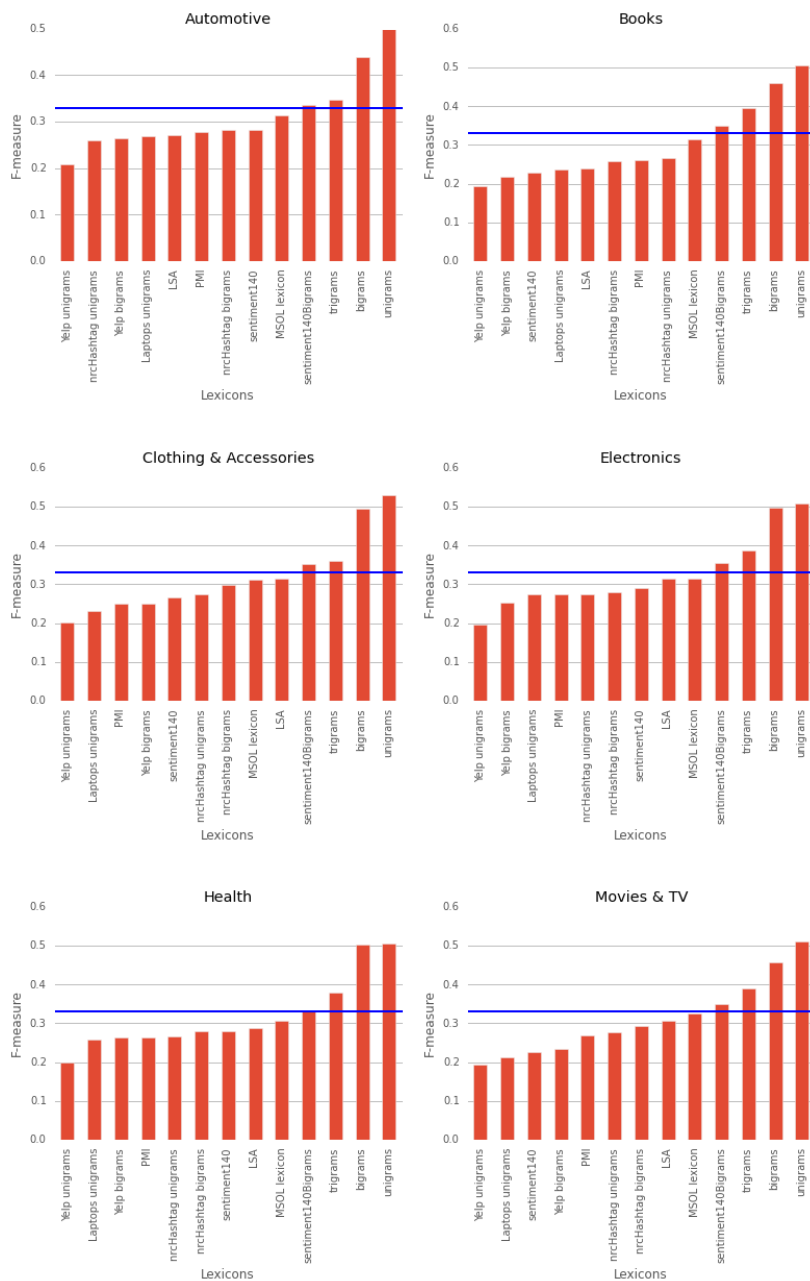 Automotive
0.5
0.4
0.3
0.2
0.1
0.0
F-measure
Yelp unigrams
nrcHashtag unigrams
Yelp bigrams
Laptops unigrams
LSA
PMI
nrcHashtag bigrams
sentiment140
MSOL lexicon
sentiment140Bigrams
trigrams
bigrams
unigrams
Lexicons
Books
0.6
0.5
0.4
0.3
0.2
0.1
0.0
F-measure
Yelp unigrams
Yelp bigrams
sentiment140
Laptops unigrams
LSA
nrcHashtag bigrams
PMI
nrcHashtag unigrams
MSOL lexicon
sentiment140Bigrams
trigrams
bigrams
unigrams
Lexicons
Clothing & Accessories
0.6
0.5
0.4
0.3
0.2
0.1
0.0
F-measure
Yelp unigrams
Laptops unigrams
PMI
Yelp bigrams
sentiment140
nrcHashtag unigrams
nrcHashtag bigrams
MSOL lexicon
LSA
sentiment140Bigrams
trigrams
bigrams
unigrams
Lexicons
Electronics
0.6
0.5
0.4
0.3
0.2
0.1
0.0
F-measure
Yelp unigrams
Yelp bigrams
Laptops unigrams
PMI
nrcHashtag unigrams
nrcHashtag bigrams
sentiment140
LSA
MSOL lexicon
sentiment140Bigrams
trigrams
bigrams
unigrams
Lexicons
Health
0.6
0.5
0.4
0.3
0.2
0.1
0.0
F-measure
Yelp unigrams
Laptops unigrams
Yelp bigrams
PMI
nrcHashtag unigrams
nrcHashtag bigrams
sentiment140
LSA
MSOL lexicon
sentiment140Bigrams
trigrams
bigrams
unigrams
Lexicons
Movies & TV
0.6
0.5
0.4
0.3
0.2
0.1
0.0
F-measure
Yelp unigrams
Laptops unigrams
sentiment140
Yelp bigrams
PMI
nrcHashtag unigrams
nrcHashtag bigrams
LSA
MSOL lexicon
sentiment140Bigrams
trigrams
bigrams
unigrams
Lexicons